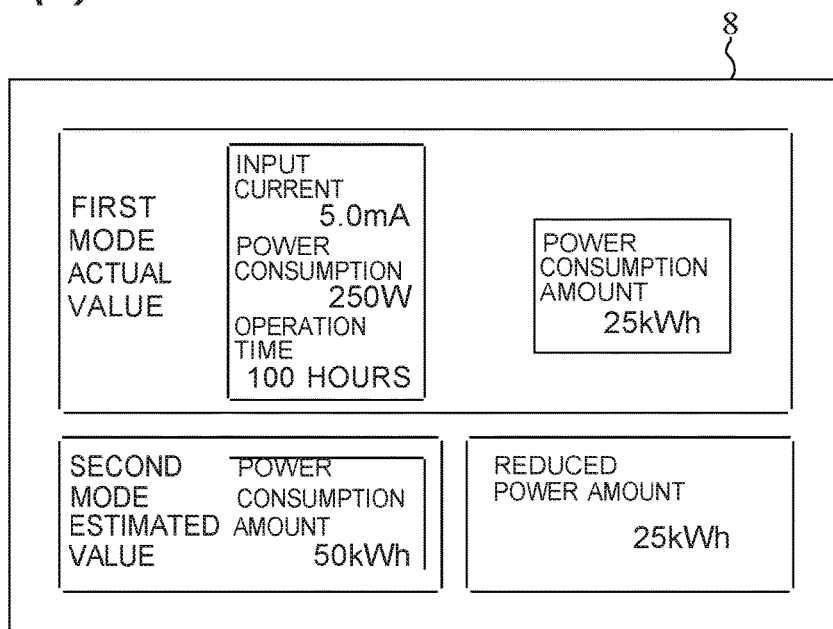 8
FIRST
MODE
ACTUAL
VALUE
INPUT
CURRENT
5.0mA
POWER
CONSUMPTION
250W
OPERATION
TIME
100 HOURS
POWER
CONSUMPTION
AMOUNT
25kWh
SECOND
MODE
ESTIMATED
VALUE
POWER
CONSUMPTION
AMOUNT
50kWh
REDUCED
POWER AMOUNT
25kWh